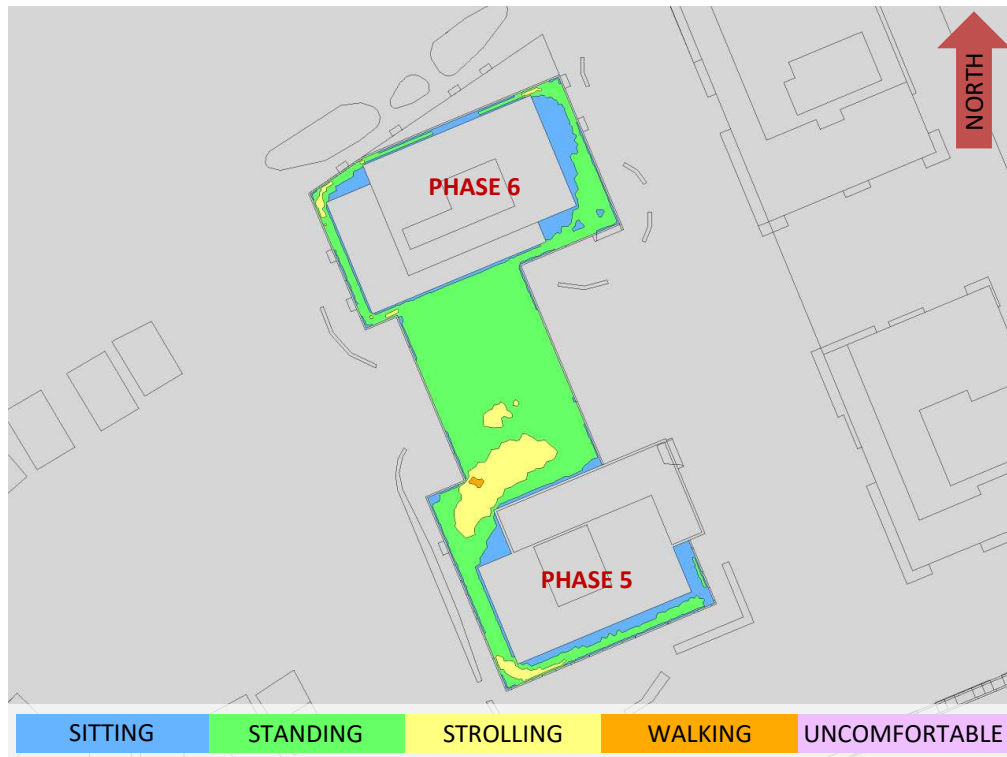 NORTH
PHASE 6
PHASE 5
SITTING
STANDING
STROLLING
WALKING
UNCOMFORTABLE